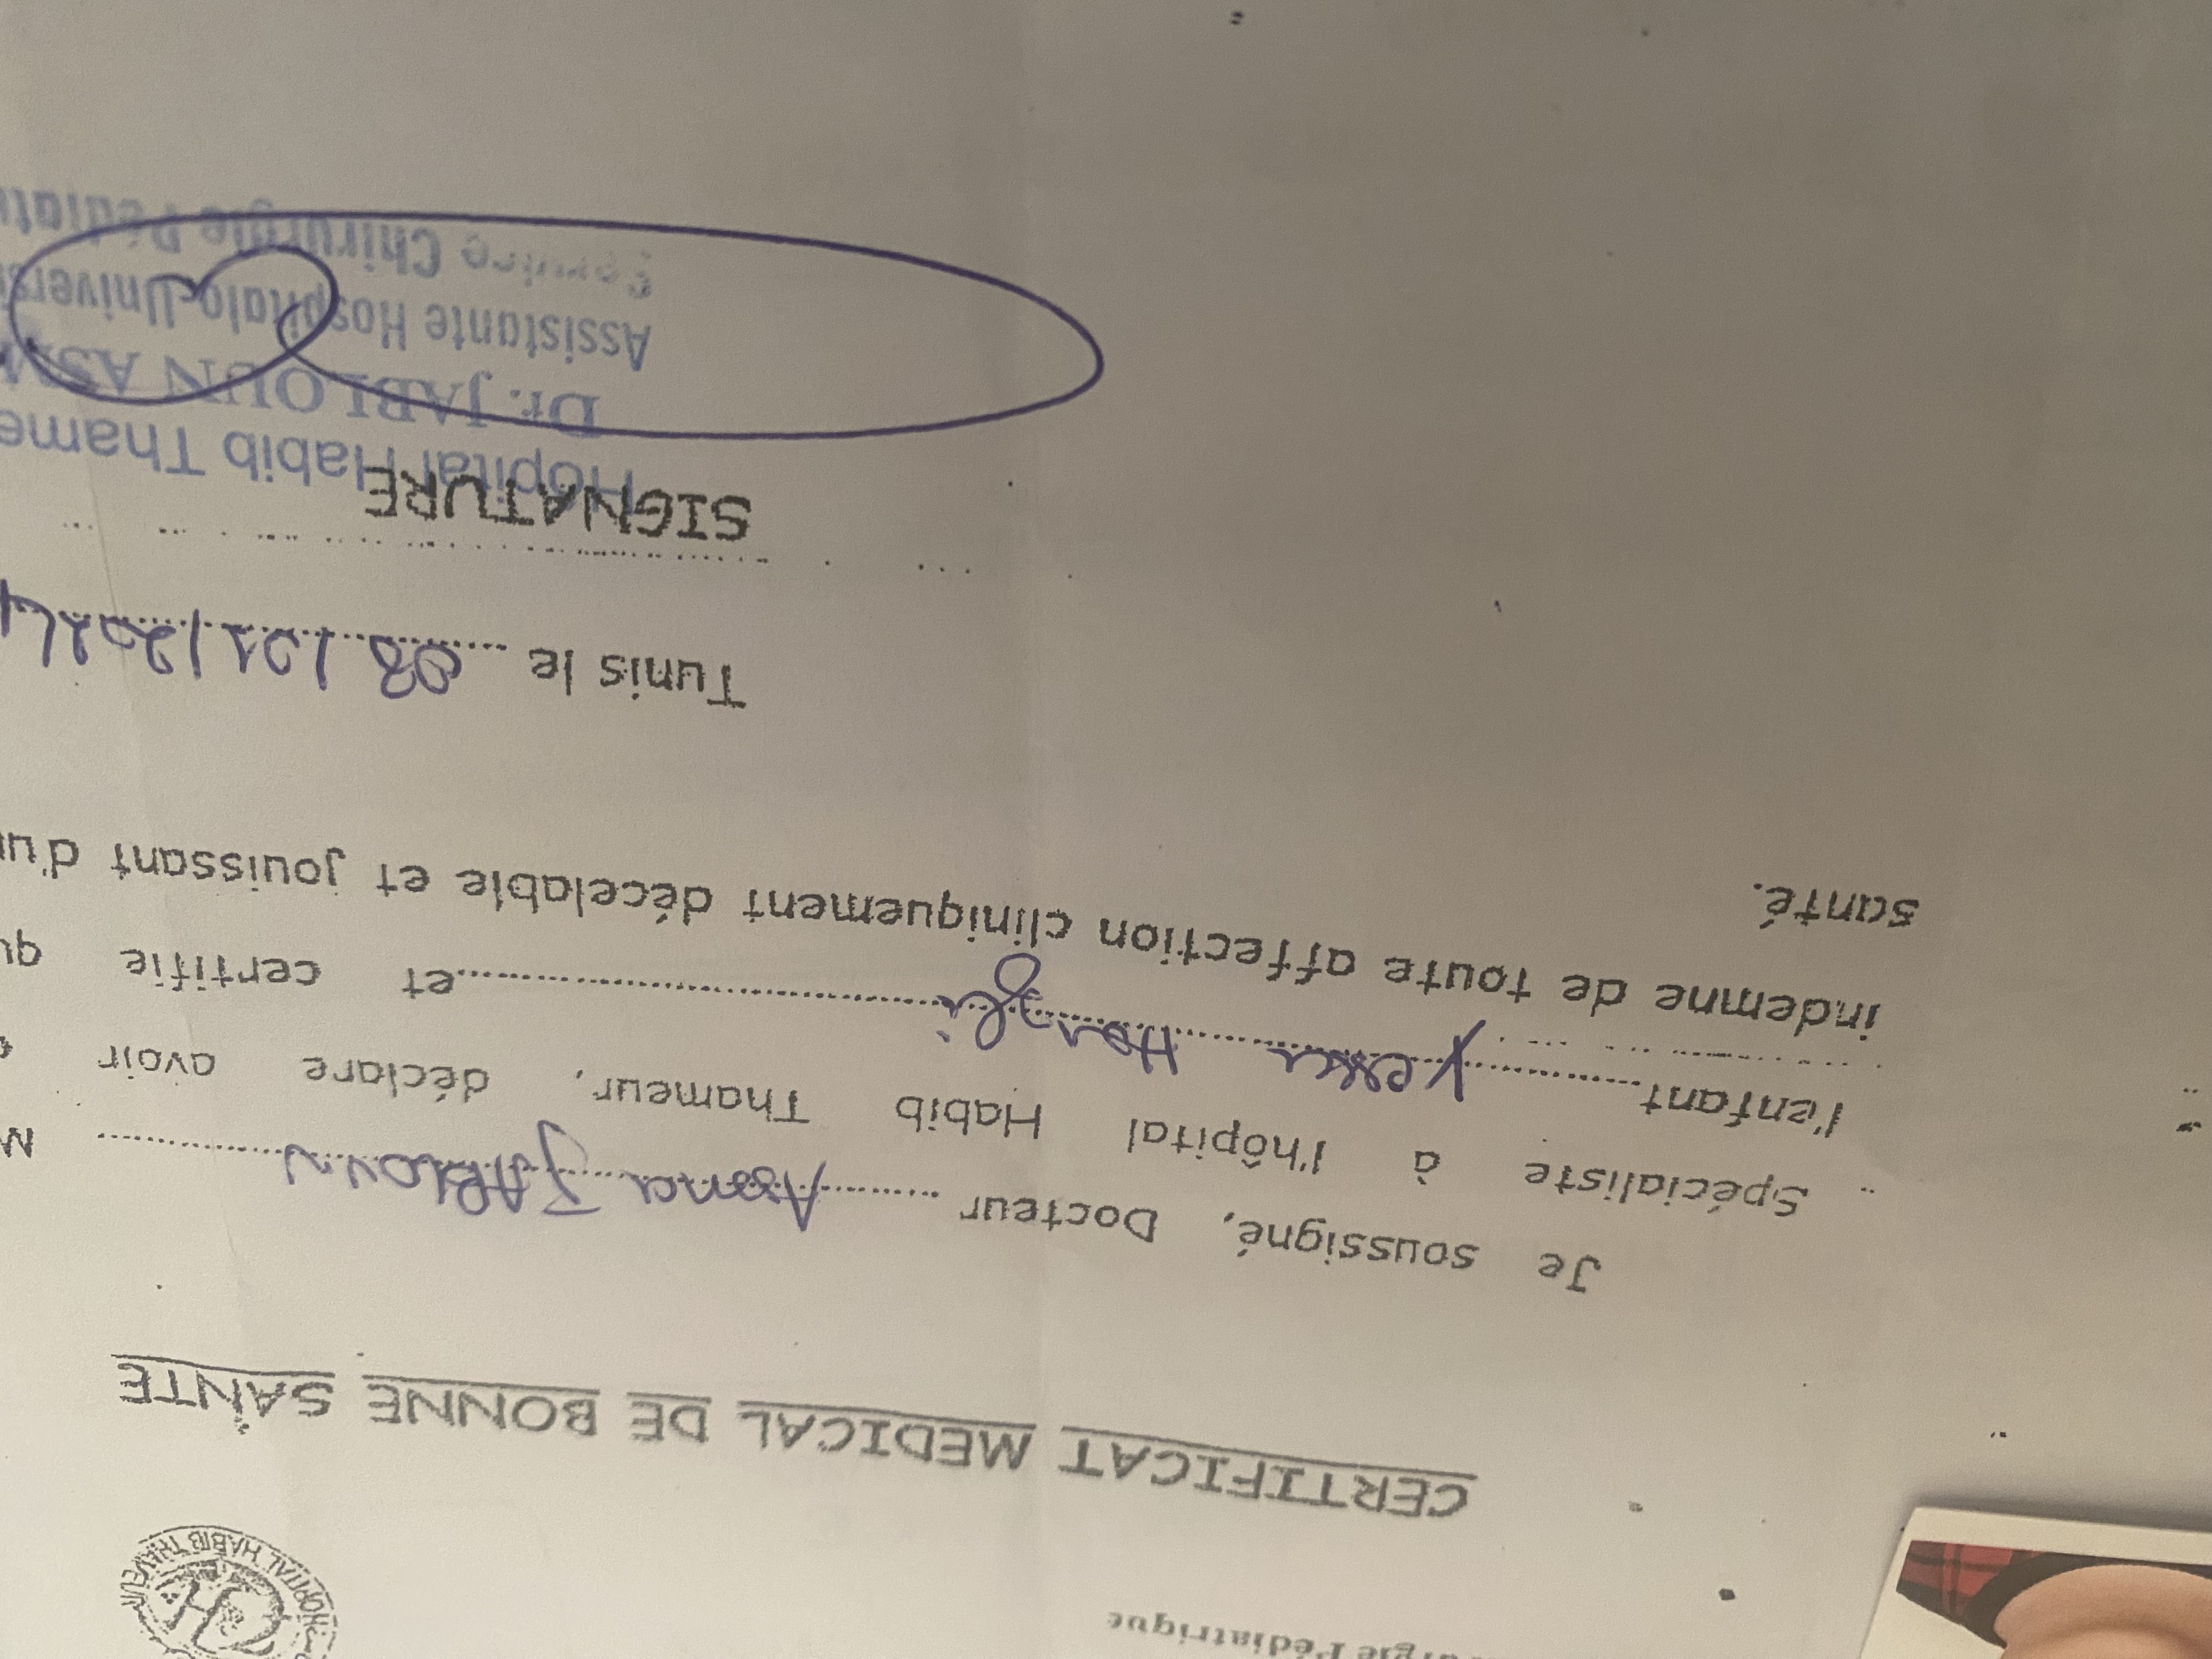 rgie Pédiatrique
HOPITAL HABIB THAMEUR
CERTIFICAT MEDICAL DE BONNE SANTE
Je soussigné, Docteur Asma JABLOUN M
Spécialiste à l'hôpital Habib Thameur, déclare avoir
l'enfant Hargli et certifie qu
indemne de toute affection cliniquement décelable et jouissant d'u
santé.
Tunis le 08/01/2024
SIGNATURE
Hôpital Habib Thame
Dr. JABLOUN ASM
Assistante Hospitalo-Univers
Service Chirurgie Pédiat